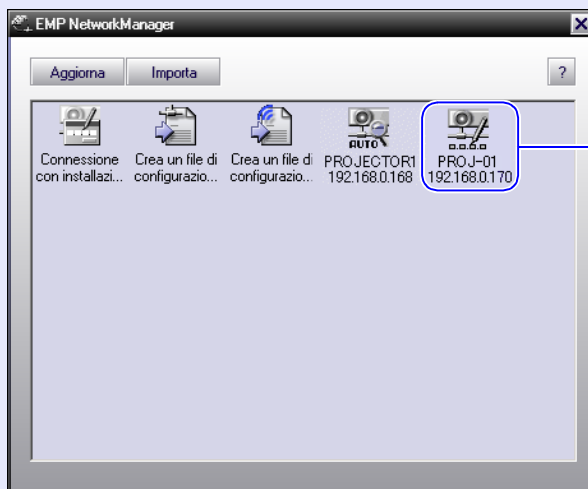 EMP NetworkManager
Aggiorna Importa ?
AUTO
Connessione con installazi...
Crea un file di configurazio...
Crea un file di configurazio...
PROJECTOR1 192.168.0.168
PROJ-01 192.168.0.170